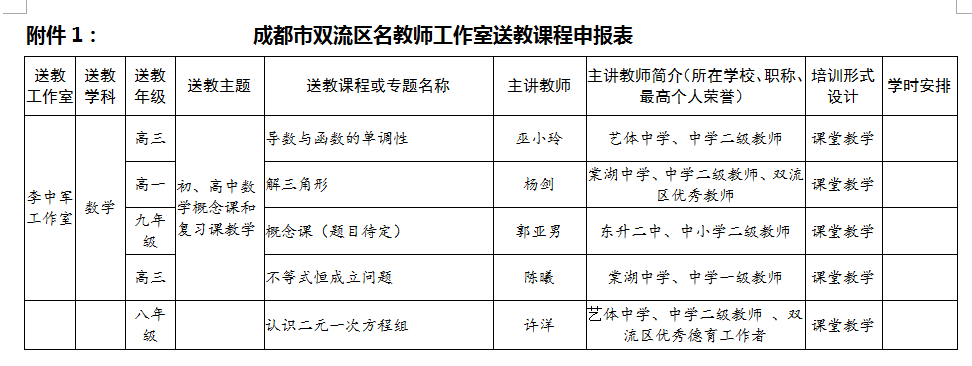 附件1： 成都市双流区名教师工作室送教课程申报表
送教工作室 送教学科 送教年级 送教主题 送教课程或专题名称 主讲教师 主讲教师简介（所在学校、职称、最高个人荣誉） 培训形式设计 学时安排
李中军工作室 数学 高三 初、高中数学概念课和复习课教学 导数与函数的单调性 巫小玲 艺体中学、中学二级教师 课堂教学
高一 解三角形 杨剑 棠湖中学、中学二级教师、双流区优秀教师 课堂教学
九年级 概念课（题目待定） 郭亚男 东升二中、中小学二级教师 课堂教学
高三 不等式恒成立问题 陈曦 棠湖中学、中学一级教师 课堂教学
八年级 认识二元一次方程组 许洋 艺体中学、中学二级教师 、双流区优秀德育工作者 课堂教学